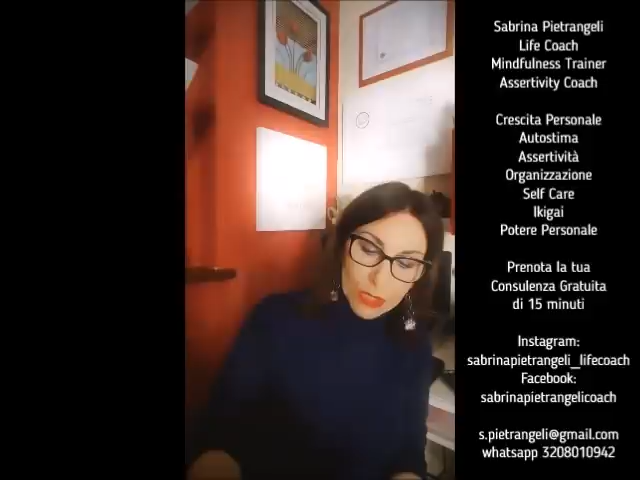 Sabrina Pietrangeli
Life Coach
Mindfulness Trainer
Assertivity Coach
Crescita Personale
Autostima
Assertività
Organizzazione
Self Care
Ikigai
Potere Personale
Prenota la tua
Consulenza Gratuita
di 15 minuti
Instagram:
sabrinapietrangeli_lifecoach
Facebook:
sabrinapietrangelicoach
s.pietrangeli@gmail.com
whatsapp 3208010942